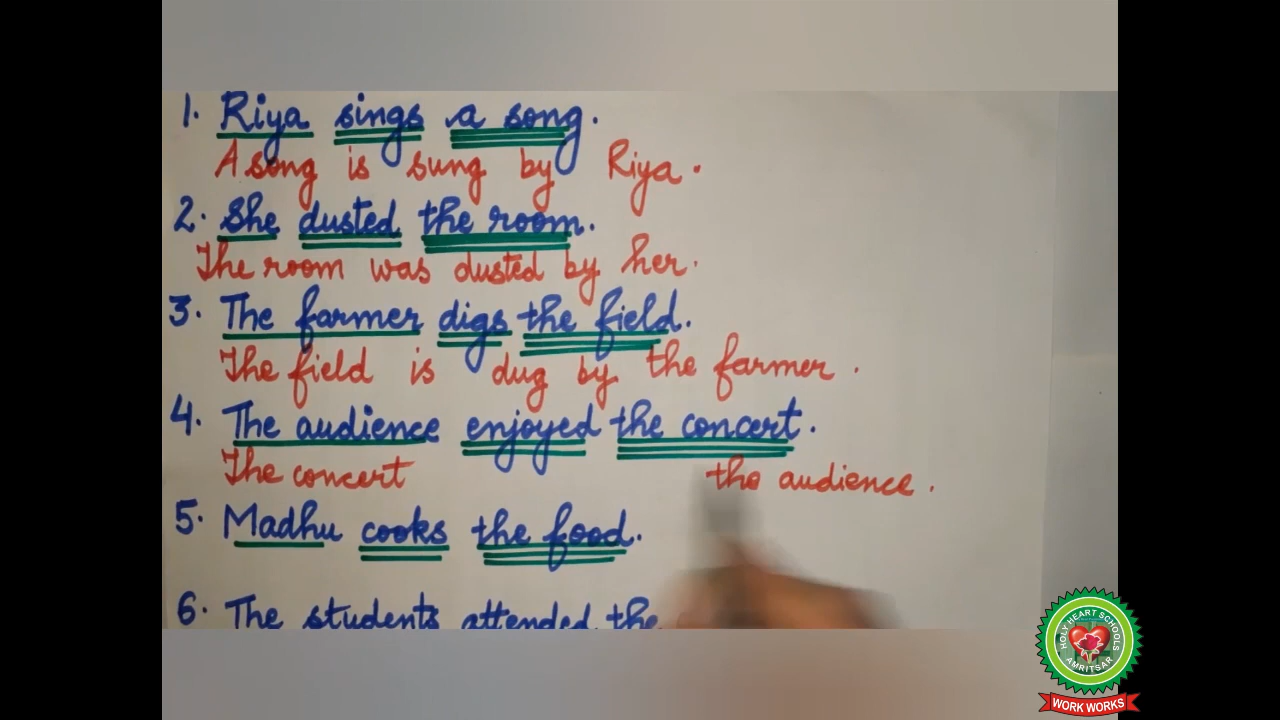 1. Riya sings a song.
A song is sung by Riya.
2. She dusted the room.
The room was dusted by her.
3. The farmer digs the field.
The field is dug by the farmer.
4. The audience enjoyed the concert.
The concert the audience.
5. Madhu cooks the food.
6. The students attended the
HOLY HEART SCHOOLS
AMRITSAR
WORK WORKS